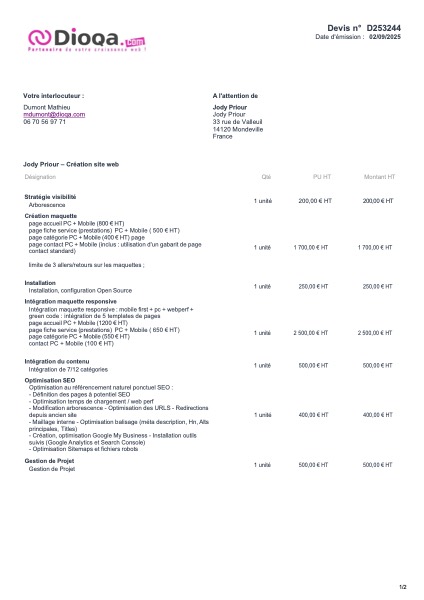 Dioqa.com
Partenaire de votre croissance web !
Devis n° D253244
Date d'émission : 02/09/2025
Votre interlocuteur :
Dumont Mathieu
mdumont@dioqa.com
06 70 56 97 71
A l'attention de
Jody Priour
Jody Priour
33 rue de Valleuil
14120 Mondeville
France
Jody Priour – Création site web
Désignation Qté PU HT Montant HT
Stratégie visibilité
Arborescence
1 unité 200,00 € HT 200,00 € HT
Création maquette
page accueil PC + Mobile (800 € HT)
page fiche service (prestations) PC + Mobile ( 500 € HT)
page catégorie PC + Mobile (400 € HT) page
page contact PC + Mobile (inclus : utilisation d'un gabarit de page
contact standard)
1 unité 1 700,00 € HT 1 700,00 € HT
limite de 3 allers/retours sur les maquettes ;
Installation
Installation, configuration Open Source
1 unité 250,00 € HT 250,00 € HT
Intégration maquette responsive
Intégration maquette responsive : mobile first + pc + webperf +
green code : intégration de 5 templates de pages
page accueil PC + Mobile (1200 € HT)
page fiche service (prestations) PC + Mobile ( 650 € HT)
page catégorie PC + Mobile (550 € HT)
contact PC + Mobile (100 € HT)
1 unité 2 500,00 € HT 2 500,00 € HT
Intégration du contenu
Intégration de 7/12 catégories
1 unité 500,00 € HT 500,00 € HT
Optimisation SEO
Optimisation au référencement naturel ponctuel SEO :
- Définition des pages à potentiel SEO
- Optimisation temps de chargement / web perf
- Modification arborescence - Optimisation des URLS - Redirections
depuis ancien site
- Maillage interne - Optimisation balisage (méta description, Hn, Alts
principales, Titles)
- Création, optimisation Google My Business - Installation outils
suivis (Google Analytics et Search Console)
- Optimisation Sitemaps et fichiers robots
1 unité 400,00 € HT 400,00 € HT
Gestion de Projet
Gestion de Projet
1 unité 500,00 € HT 500,00 € HT
1/2